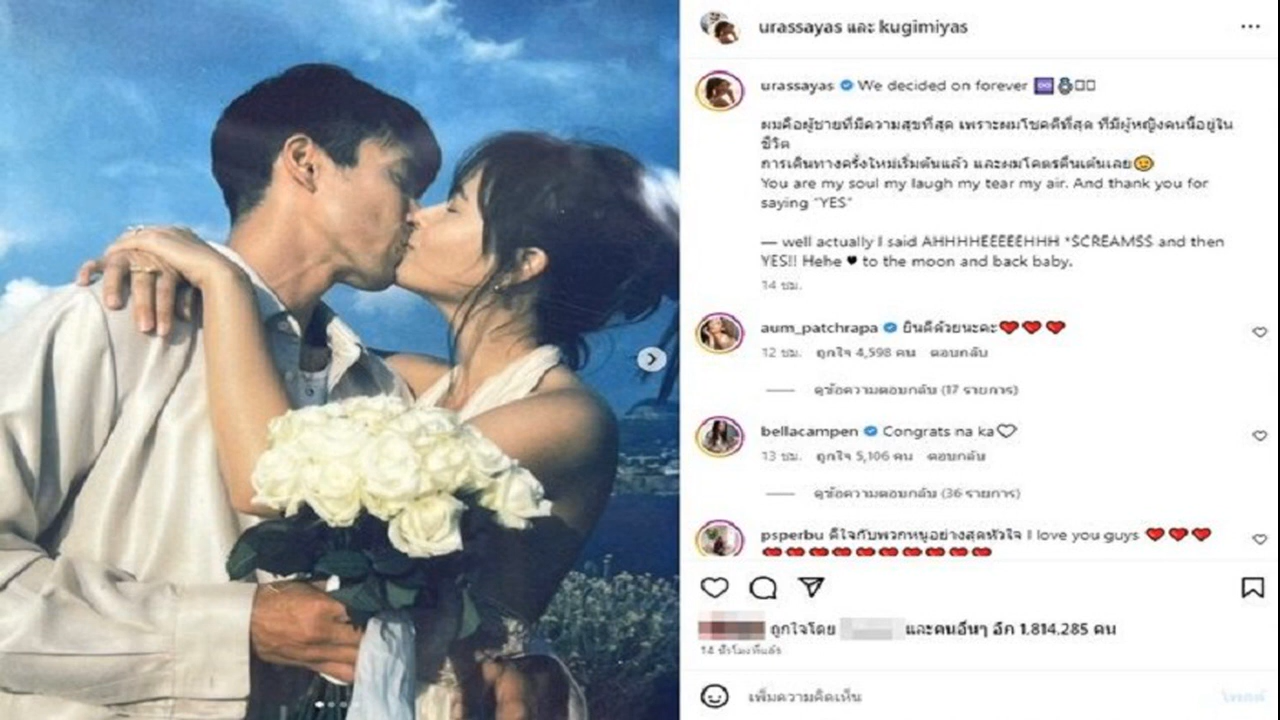 urassayas และ kugimiyas
urassayas We decided on forever
ผมคือผู้ชายที่มีความสุขที่สุด เพราะผมโชคดีที่สุด ที่มีผู้หญิงคนนี้อยู่ใน
ชีวิต
การเดินทางครั้งใหม่เริ่มต้นแล้ว และผมโคตรตื่นเต้นเลย😉
You are my soul my laugh my tear my air. And thank you for
saying "YES"
— well actually I said AHHHHEEEEEHHH *SCREAMSS and then
YES!! Hehe ♥ to the moon and back baby.
14 ชม.
aum_patchrapa ยินดีด้วยนะคะ❤️❤️❤️
12 ชม. ถูกใจ 4,598 คน ตอบกลับ
ดูข้อความตอบกลับ (17 รายการ)
bellacampen Congrats na ka🤍
13 ชม. ถูกใจ 5,106 คน ตอบกลับ
ดูข้อความตอบกลับ (36 รายการ)
psperbu ดีใจกับพวกหนูอย่างสุดหัวใจ I love you guys ❤️❤️❤️
❤️❤️❤️❤️❤️❤️❤️❤️❤️❤️
ถูกใจโดย และคนอื่นๆ อีก 1,814,285 คน
14 ชั่วโมงที่แล้ว
เพิ่มความคิดเห็น
โพสต์